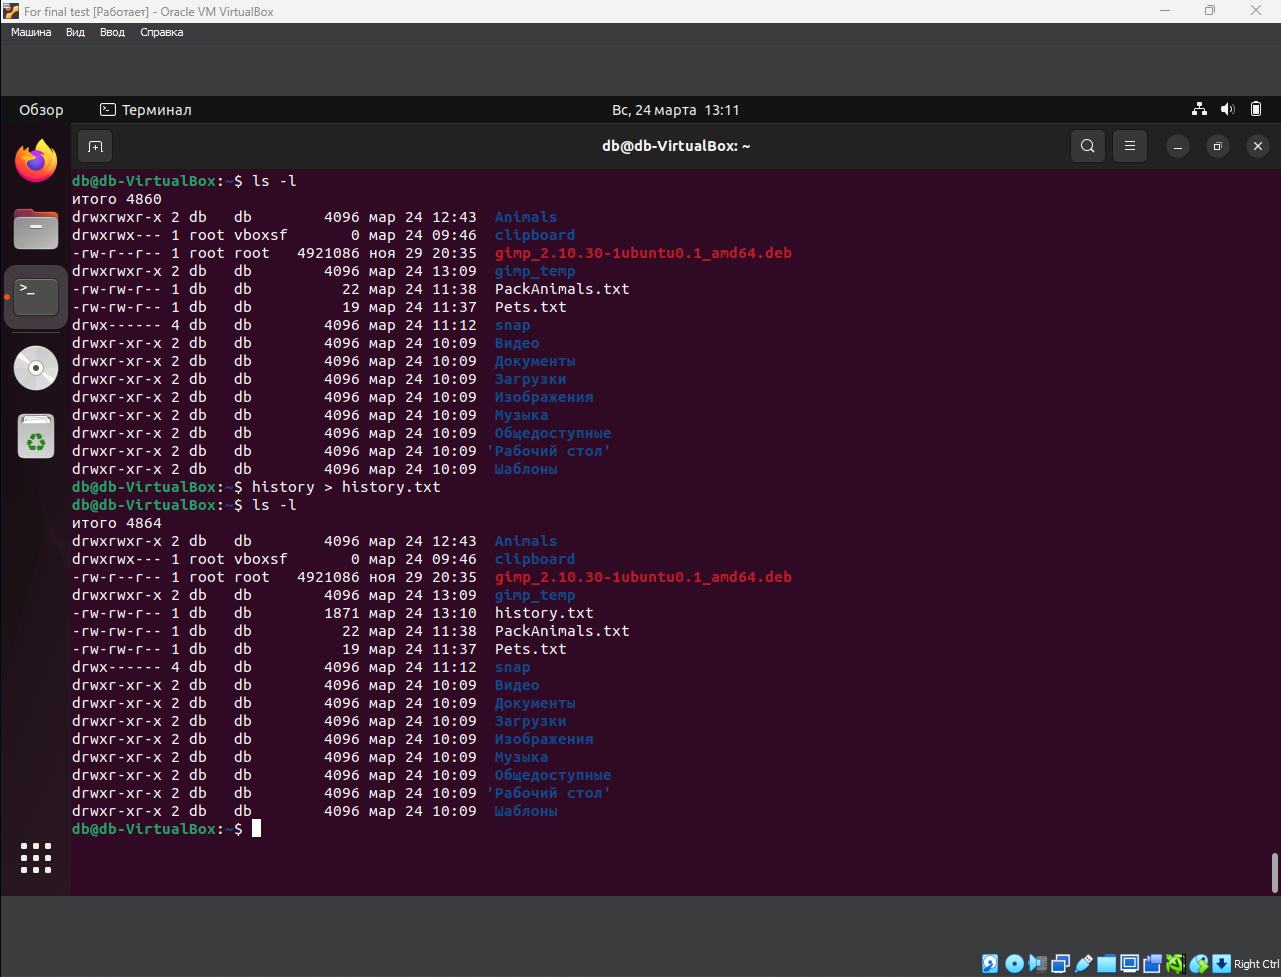 For final test [Работает] - Oracle VM VirtualBox
Машина Вид Ввод Справка
Обзор Терминал Вс, 24 марта 13:11
db@db-VirtualBox: ~
db@db-VirtualBox:~$ ls -l
итого 4860
drwxrwxr-x 2 db   db        4096 мар 24 12:43  Animals
drwxrwx--- 1 root vboxsf       0 мар 24 09:46  clipboard
-rw-r--r-- 1 root root   4921086 ноя 29 20:35  gimp_2.10.30-1ubuntu0.1_amd64.deb
drwxrwxr-x 2 db   db        4096 мар 24 13:09  gimp_temp
-rw-rw-r-- 1 db   db          22 мар 24 11:38  PackAnimals.txt
-rw-rw-r-- 1 db   db          19 мар 24 11:37  Pets.txt
drwx------ 4 db   db        4096 мар 24 11:12  snap
drwxr-xr-x 2 db   db        4096 мар 24 10:09  Видео
drwxr-xr-x 2 db   db        4096 мар 24 10:09  Документы
drwxr-xr-x 2 db   db        4096 мар 24 10:09  Загрузки
drwxr-xr-x 2 db   db        4096 мар 24 10:09  Изображения
drwxr-xr-x 2 db   db        4096 мар 24 10:09  Музыка
drwxr-xr-x 2 db   db        4096 мар 24 10:09  Общедоступные
drwxr-xr-x 2 db   db        4096 мар 24 10:09 'Рабочий стол'
drwxr-xr-x 2 db   db        4096 мар 24 10:09  Шаблоны
db@db-VirtualBox:~$ history > history.txt
db@db-VirtualBox:~$ ls -l
итого 4864
drwxrwxr-x 2 db   db        4096 мар 24 12:43  Animals
drwxrwx--- 1 root vboxsf       0 мар 24 09:46  clipboard
-rw-r--r-- 1 root root   4921086 ноя 29 20:35  gimp_2.10.30-1ubuntu0.1_amd64.deb
drwxrwxr-x 2 db   db        4096 мар 24 13:09  gimp_temp
-rw-rw-r-- 1 db   db        1871 мар 24 13:10  history.txt
-rw-rw-r-- 1 db   db          22 мар 24 11:38  PackAnimals.txt
-rw-rw-r-- 1 db   db          19 мар 24 11:37  Pets.txt
drwx------ 4 db   db        4096 мар 24 11:12  snap
drwxr-xr-x 2 db   db        4096 мар 24 10:09  Видео
drwxr-xr-x 2 db   db        4096 мар 24 10:09  Документы
drwxr-xr-x 2 db   db        4096 мар 24 10:09  Загрузки
drwxr-xr-x 2 db   db        4096 мар 24 10:09  Изображения
drwxr-xr-x 2 db   db        4096 мар 24 10:09  Музыка
drwxr-xr-x 2 db   db        4096 мар 24 10:09  Общедоступные
drwxr-xr-x 2 db   db        4096 мар 24 10:09 'Рабочий стол'
drwxr-xr-x 2 db   db        4096 мар 24 10:09  Шаблоны
db@db-VirtualBox:~$
Right Ctrl